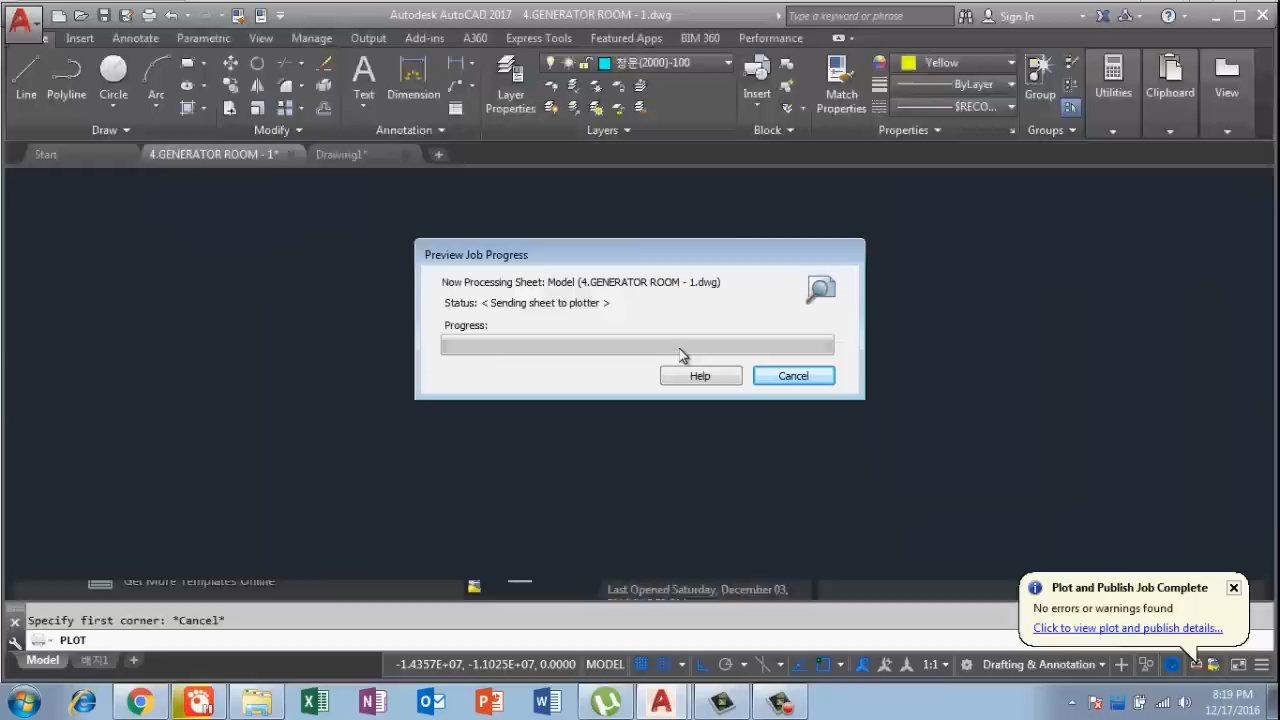 Autodesk AutoCAD 2017 4.GENERATOR ROOM - 1.dwg
Type a keyword or phrase
Sign In
Insert Annotate Parametric View Manage Output Add-ins A360 Express Tools Featured Apps BIM 360 Performance
Line Polyline Circle Arc
Text Dimension
Layer Properties
창문(2000)-100
Insert
Match Properties
Yellow
ByLayer
$RECO...
Group
Utilities
Clipboard
View
Draw Modify Annotation Layers Block Properties Groups
Start 4.GENERATOR ROOM - 1* Drawing1*
Preview Job Progress
Now Processing Sheet: Model (4.GENERATOR ROOM - 1.dwg)
Status: < Sending sheet to plotter >
Progress:
Help Cancel
Get More Templates Online
Last Opened Saturday, December 03,
Plot and Publish Job Complete
No errors or warnings found
Click to view plot and publish details...
Specify first corner: *Cancel*
PLOT
Model 배치1
-1.4357E+07, -1.1025E+07, 0.0000 MODEL
1:1
Drafting & Annotation
8:19 PM
12/17/2016